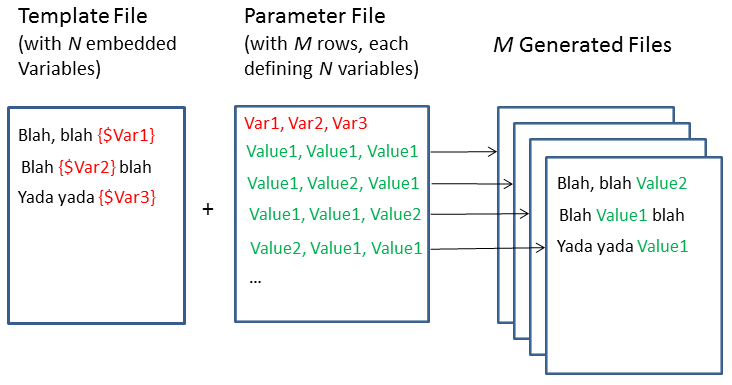 Template File
(with N embedded
Variables)
Blah, blah {$Var1}
Blah {$Var2} blah
Yada yada {$Var3}
+
Parameter File
(with M rows, each
defining N variables)
Var1, Var2, Var3
Value1, Value1, Value1
Value1, Value2, Value1
Value1, Value1, Value2
Value2, Value1, Value1
...
M Generated Files
Blah, blah Value2
Blah Value1 blah
Yada yada Value1